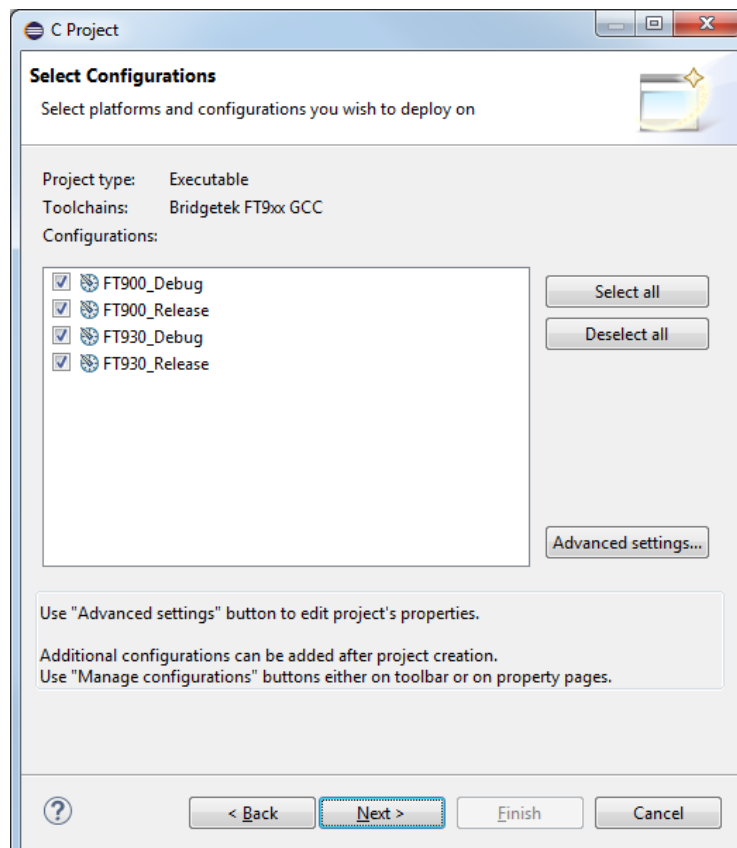 C Project
Select Configurations
Select platforms and configurations you wish to deploy on
Project type: Executable
Toolchains: Bridgetek FT9xx GCC
Configurations:
FT900_Debug
FT900_Release
FT930_Debug
FT930_Release
Select all
Deselect all
Advanced settings...
Use "Advanced settings" button to edit project's properties.
Additional configurations can be added after project creation.
Use "Manage configurations" buttons either on toolbar or on property pages.
? < Back Next > Finish Cancel